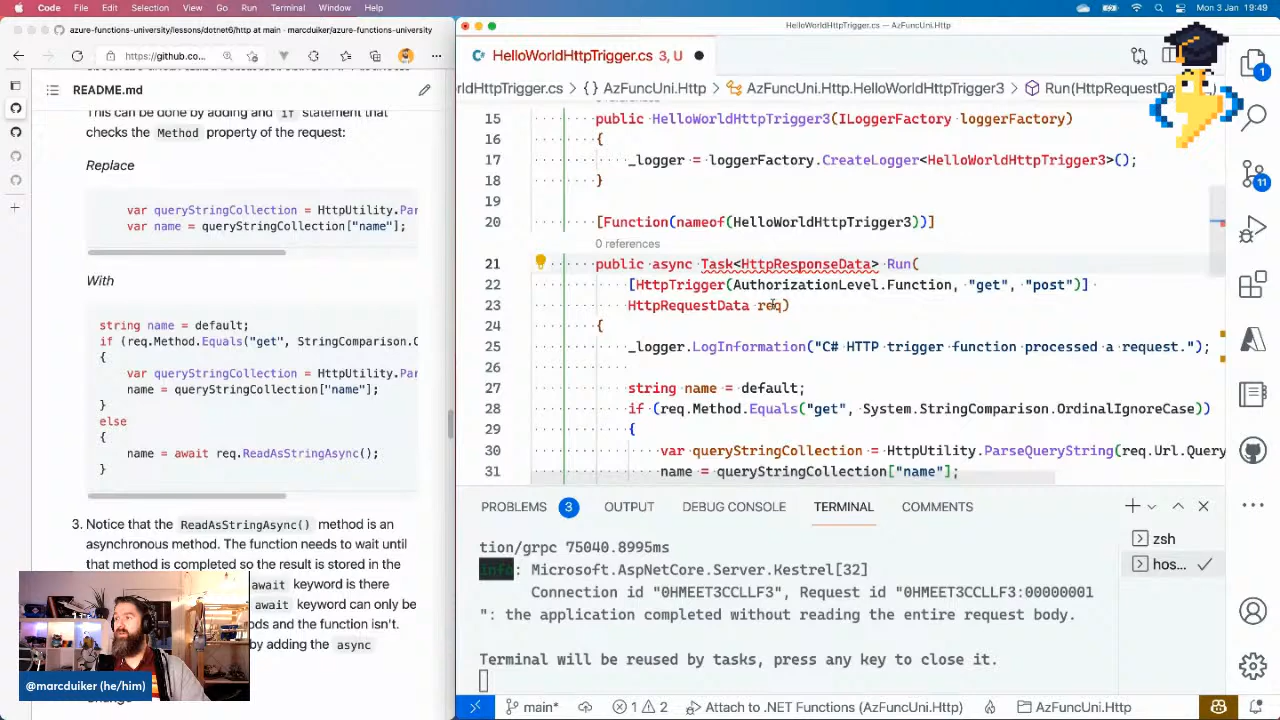 Edge
File
Edit
View
History
Favorites
Tools
Profiles
Tab
Window
Help
Mon 13 Jun 19:49
azure-functions-university/lessons/dotnet6/http at main · marcduiker/azure-functions-university
https://github.co...
README.md
This can be done by adding and if statement that
checks the Method property of the request:
Replace
var queryStringCollection = HttpUtility.Par
var name = queryStringCollection["name"];
With
string name = default;
if (req.Method.Equals("get", StringComparison.O
{
var queryStringCollection = HttpUtility.Par
name = queryStringCollection["name"];
}
else
{
name = await req.ReadAsStringAsync();
}
3. Notice that the ReadAsStringAsync() method is an
asynchronous method. The function needs to wait until
that method is completed so the result is stored in the
await keyword is there
await keyword can only be
ods and the function isn't.
by adding the async
@marcduiker (he/him)
HelloWorldHttpTrigger.cs — AzFuncUni.Http
HelloWorldHttpTrigger.cs 3, U
rldHttpTrigger.cs > {} AzFuncUni.Http > AzFuncUni.Http.HelloWorldHttpTrigger3 > Run(HttpRequestDa
15 public HelloWorldHttpTrigger3(ILoggerFactory loggerFactory)
16 {
17 _logger = loggerFactory.CreateLogger<HelloWorldHttpTrigger3>();
18 }
19
20 [Function(nameof(HelloWorldHttpTrigger3))]
0 references
21 public async Task<HttpResponseData> Run(
22 [HttpTrigger(AuthorizationLevel.Function, "get", "post")]
23 HttpRequestData req)
24 {
25 _logger.LogInformation("C# HTTP trigger function processed a request.");
26
27 string name = default;
28 if (req.Method.Equals("get", System.StringComparison.OrdinalIgnoreCase))
29 {
30 var queryStringCollection = HttpUtility.ParseQueryString(req.Url.Query
31 name = queryStringCollection["name"];
1
11
PROBLEMS 3 OUTPUT DEBUG CONSOLE TERMINAL COMMENTS
tion/grpc 75040.8995ms
info: Microsoft.AspNetCore.Server.Kestrel[32]
Connection id "0HMEET3CCLLF3", Request id "0HMEET3CCLLF3:00000001
": the application completed without reading the entire request body.
Terminal will be reused by tasks, press any key to close it.
zsh
hos...
main* 1 2 Attach to .NET Functions (AzFuncUni.Http) AzFuncUni.Http